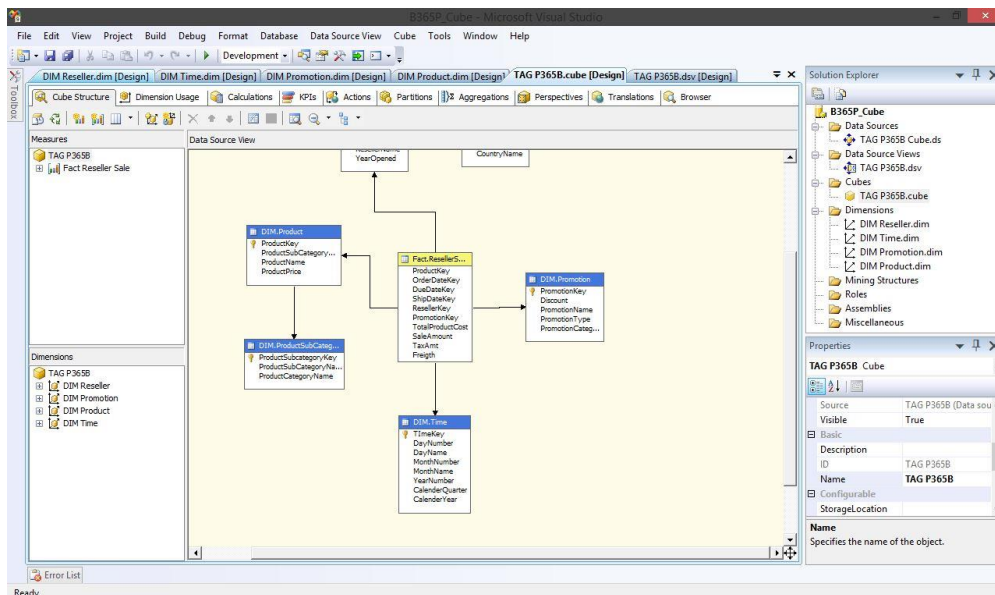 B365P_Cube - Microsoft Visual Studio
File Edit View Project Build Debug Format Database Data Source View Cube Tools Window Help
Development
DIM Reseller.dim [Design] DIM Time.dim [Design] DIM Promotion.dim [Design] DIM Product.dim [Design] TAG P365B.cube [Design] TAG P365B.dsv [Design]
Toolbox
Cube Structure Dimension Usage Calculations KPIs Actions Partitions Aggregations Perspectives Translations Browser
Measures
TAG P365B
Fact Reseller Sale
Dimensions
TAG P365B
DIM Reseller
DIM Promotion
DIM Product
DIM Time
Data Source View
ResellerName
YearOpened
CountryName
DIM.Product
ProductKey
ProductSubCategory...
ProductName
ProductPrice
Fact.ResellerS...
ProductKey
OrderDateKey
DueDateKey
ShipDateKey
ResellerKey
PromotionKey
TotalProductCost
SaleAmount
TaxAmt
Freigth
DIM.Promotion
PromotionKey
Discount
PromotionName
PromotionType
PromotionCateg...
DIM.ProductSubCateg...
ProductSubcategoryKey
ProductSubCategoryNa...
ProductCategoryName
DIM.Time
TImeKey
DayNumber
DayName
MonthNumber
MonthName
YearNumber
CalenderQuarter
CalenderYear
Solution Explorer
B365P_Cube
Data Sources
TAG P365B Cube.ds
Data Source Views
TAG P365B.dsv
Cubes
TAG P365B.cube
Dimensions
DIM Reseller.dim
DIM Time.dim
DIM Promotion.dim
DIM Product.dim
Mining Structures
Roles
Assemblies
Miscellaneous
Properties
TAG P365B Cube
Source TAG P365B (Data sou
Visible True
Basic
Description
ID TAG P365B
Name TAG P365B
Configurable
StorageLocation
Name
Specifies the name of the object.
Error List
Ready